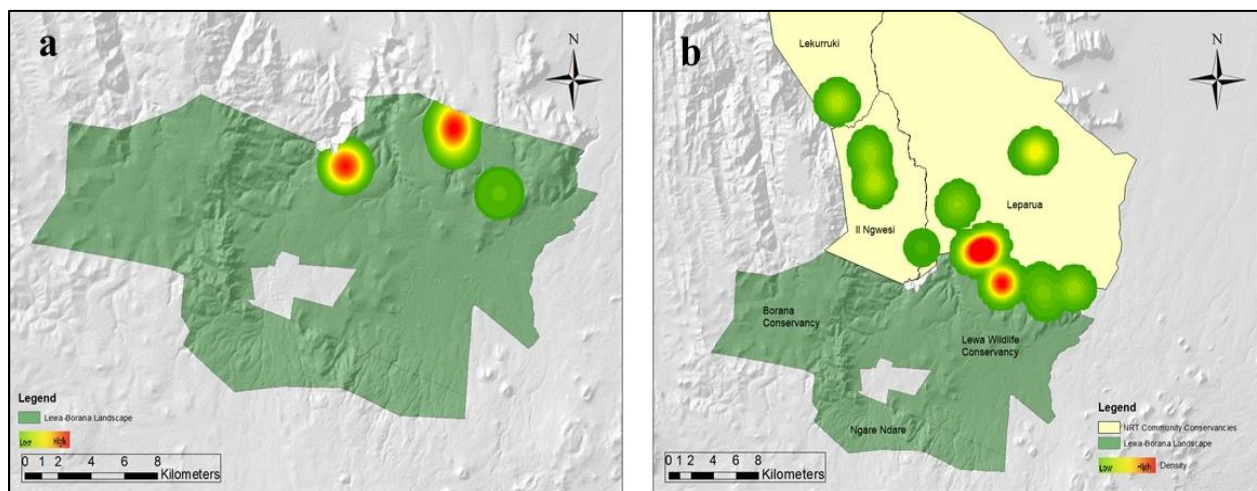 a
N
Legend
Lewa-Borana Landscape
Low High
0 1 2 4 6 8
Kilometers
b
N
Lekurruki
Leparua
Il Ngwesi
Borana
Conservancy
Lewa Wildlife
Conservancy
Ngare Ndare
Legend
NRT Community Conservancies
Lewa-Borana Landscape
Low High Density
0 1 2 4 6 8
Kilometers